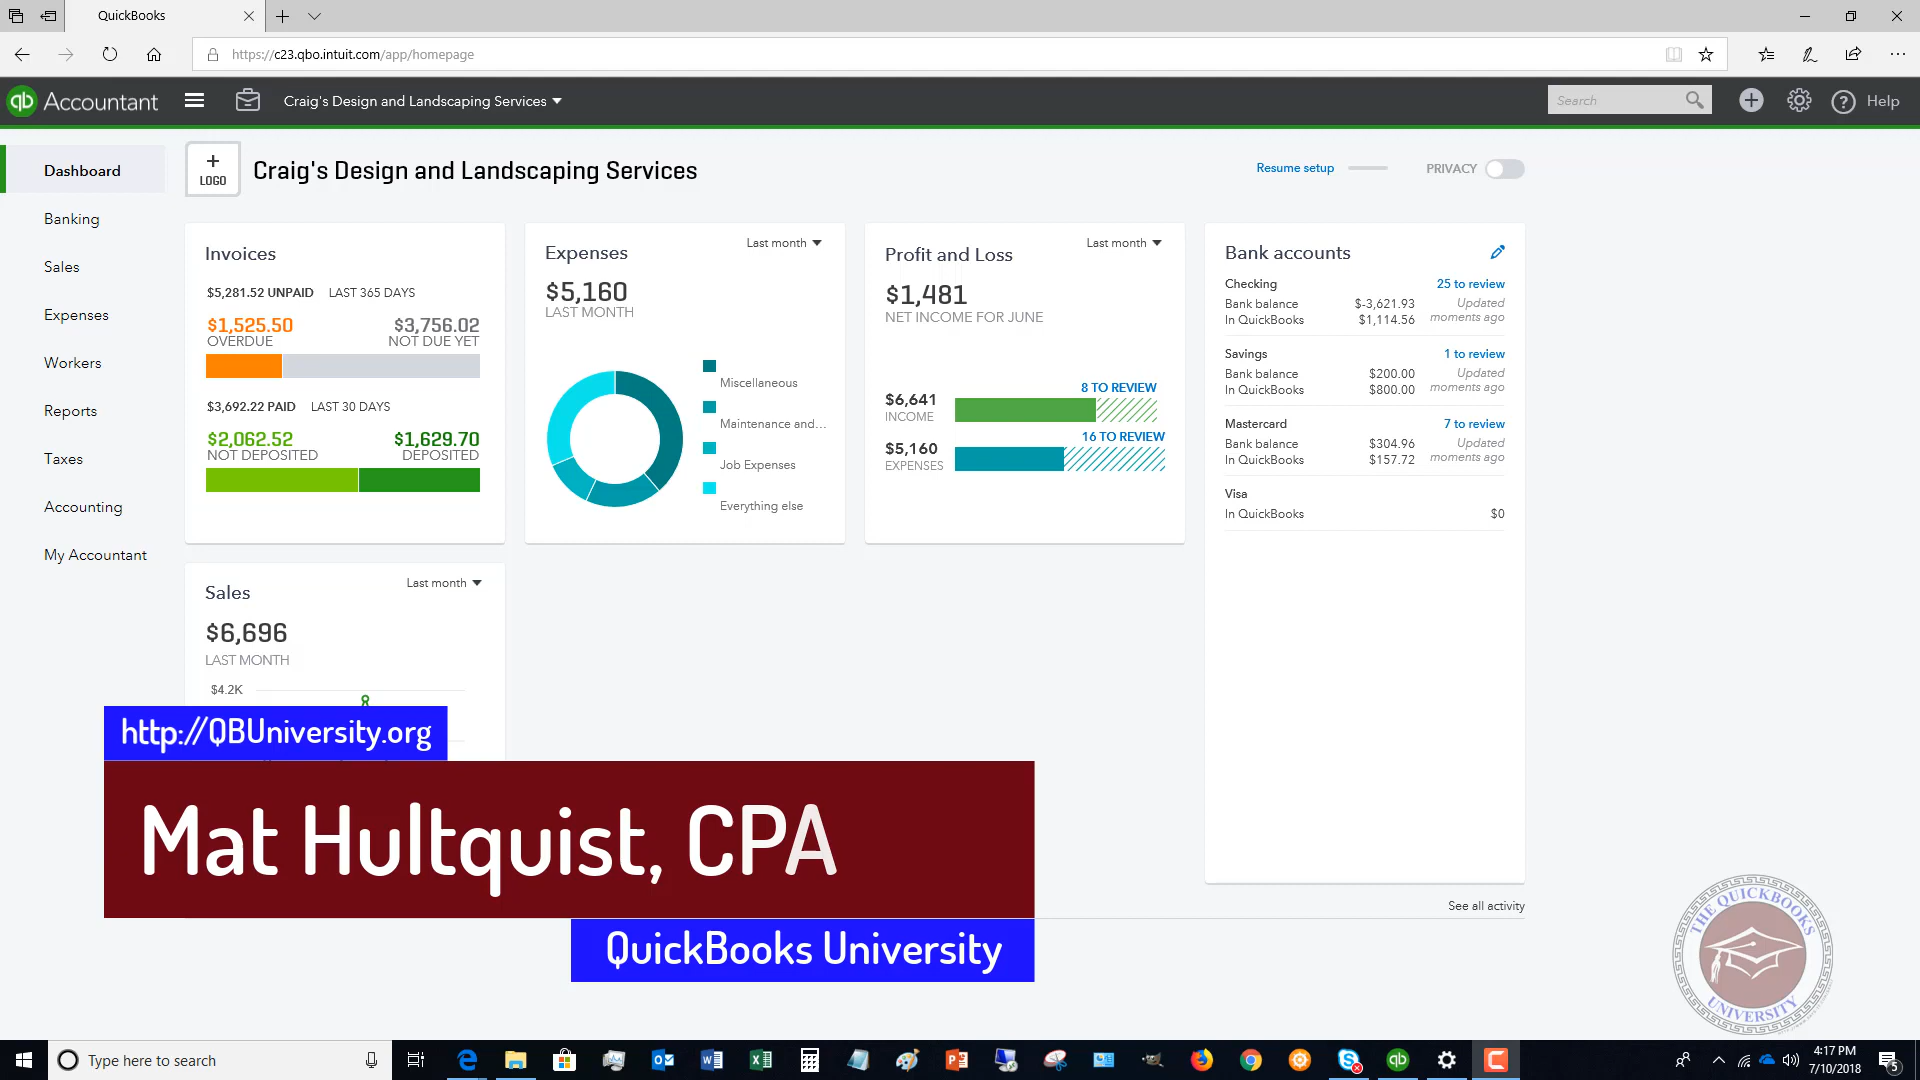 QuickBooks
https://c23.qbo.intuit.com/app/homepage
qb Accountant
Craig's Design and Landscaping Services
Search
Help
Dashboard
Banking
Sales
Expenses
Workers
Reports
Taxes
Accounting
My Accountant
+
LOGO
Craig's Design and Landscaping Services
Resume setup
PRIVACY
Invoices
$5,281.52 UNPAID LAST 365 DAYS
$1,525.50 $3,756.02
OVERDUE NOT DUE YET
$3,692.22 PAID LAST 30 DAYS
$2,062.52 $1,629.70
NOT DEPOSITED DEPOSITED
Expenses
Last month
$5,160
LAST MONTH
Miscellaneous
Maintenance and...
Job Expenses
Everything else
Profit and Loss
Last month
$1,481
NET INCOME FOR JUNE
8 TO REVIEW
$6,641
INCOME
16 TO REVIEW
$5,160
EXPENSES
Bank accounts
Checking 25 to review
Bank balance $-3,621.93 Updated
In QuickBooks $1,114.56 moments ago
Savings 1 to review
Bank balance $200.00 Updated
In QuickBooks $800.00 moments ago
Mastercard 7 to review
Bank balance $304.96 Updated
In QuickBooks $157.72 moments ago
Visa
In QuickBooks $0
Sales
Last month
$6,696
LAST MONTH
$4.2K
See all activity
http://QBUniversity.org
Mat Hultquist, CPA
QuickBooks University
THE QUICKBOOKS
UNIVERSITY
Type here to search
4:17 PM
7/10/2018
5